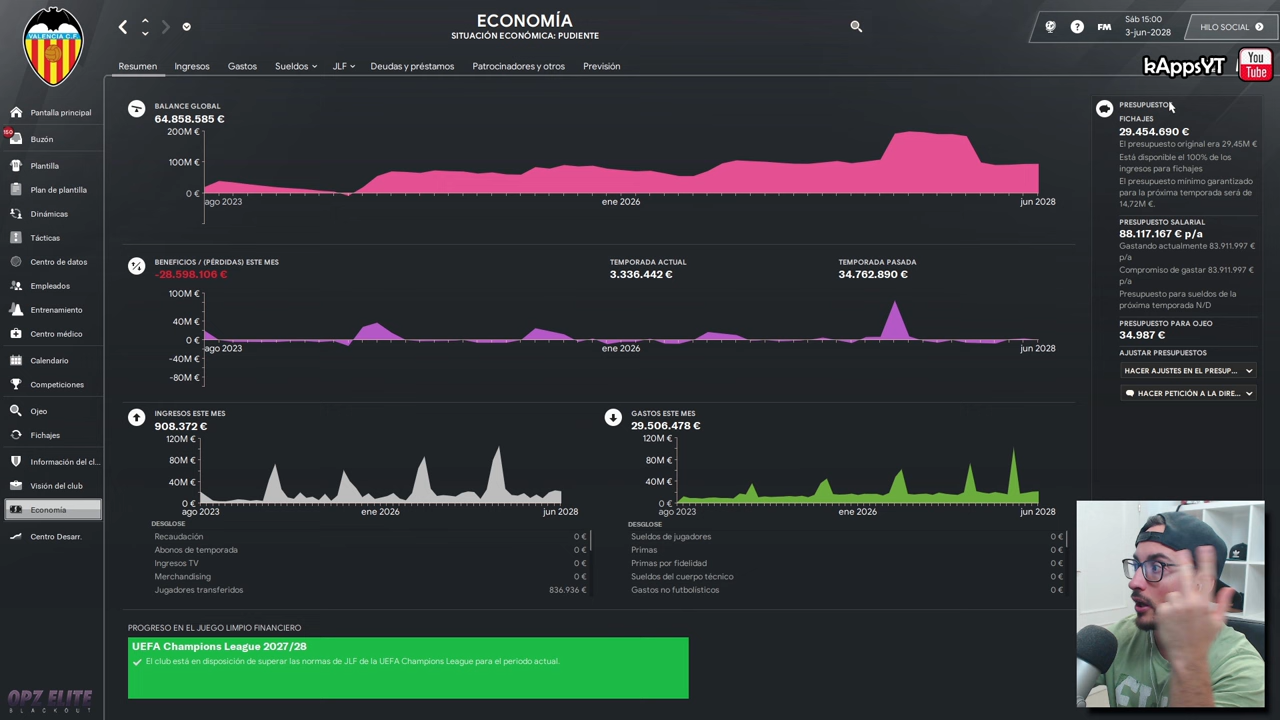 VALENCIA C.F.
ECONOMÍA
SITUACIÓN ECONÓMICA: PUDIENTE
Sáb 15:00
3-jun-2028
?
FM
HILO SOCIAL
kAppsYT
You
Tube
Resumen
Ingresos
Gastos
Sueldos
JLF
Deudas y préstamos
Patrocinadores y otros
Previsión
Pantalla principal
150
Buzón
Plantilla
Plan de plantilla
Dinámicas
Tácticas
Centro de datos
Empleados
Entrenamiento
Centro médico
Calendario
Competiciones
Ojeo
Fichajes
Información del cl...
Visión del club
Economía
Centro Desarr.
OPZ ELITE
BLACKOUT
BALANCE GLOBAL
64.858.585 €
200M €
100M €
0 €
ago 2023
ene 2026
jun 2028
BENEFICIOS / (PÉRDIDAS) ESTE MES
-28.598.106 €
TEMPORADA ACTUAL
3.336.442 €
TEMPORADA PASADA
34.762.890 €
100M €
40M €
0 €
-40M €
-80M €
ago 2023
ene 2026
jun 2028
INGRESOS ESTE MES
908.372 €
120M €
80M €
40M €
0 €
ago 2023
ene 2026
jun 2028
DESGLOSE
Recaudación 0 €
Abonos de temporada 0 €
Ingresos TV 0 €
Merchandising 0 €
Jugadores transferidos 836.936 €
GASTOS ESTE MES
29.506.478 €
120M €
80M €
40M €
0 €
ago 2023
ene 2026
jun 2028
DESGLOSE
Sueldos de jugadores 0 €
Primas 0 €
Primas por fidelidad 0 €
Sueldos del cuerpo técnico 0 €
Gastos no futbolísticos 0 €
PROGRESO EN EL JUEGO LIMPIO FINANCIERO
UEFA Champions League 2027/28
El club está en disposición de superar las normas de JLF de la UEFA Champions League para el periodo actual.
PRESUPUESTOS
FICHAJES
29.454.690 €
El presupuesto original era 29,45M €
Está disponible el 100% de los
ingresos para fichajes
El presupuesto mínimo garantizado
para la próxima temporada será de
14,72M €.
PRESUPUESTO SALARIAL
88.117.167 € p/a
Gastando actualmente 83.911.997 €
p/a
Compromiso de gastar 83.911.997 €
p/a
Presupuesto para sueldos de la
próxima temporada N/D
PRESUPUESTO PARA OJEO
34.987 €
AJUSTAR PRESUPUESTOS
HACER AJUSTES EN EL PRESUP...
HACER PETICIÓN A LA DIRE...